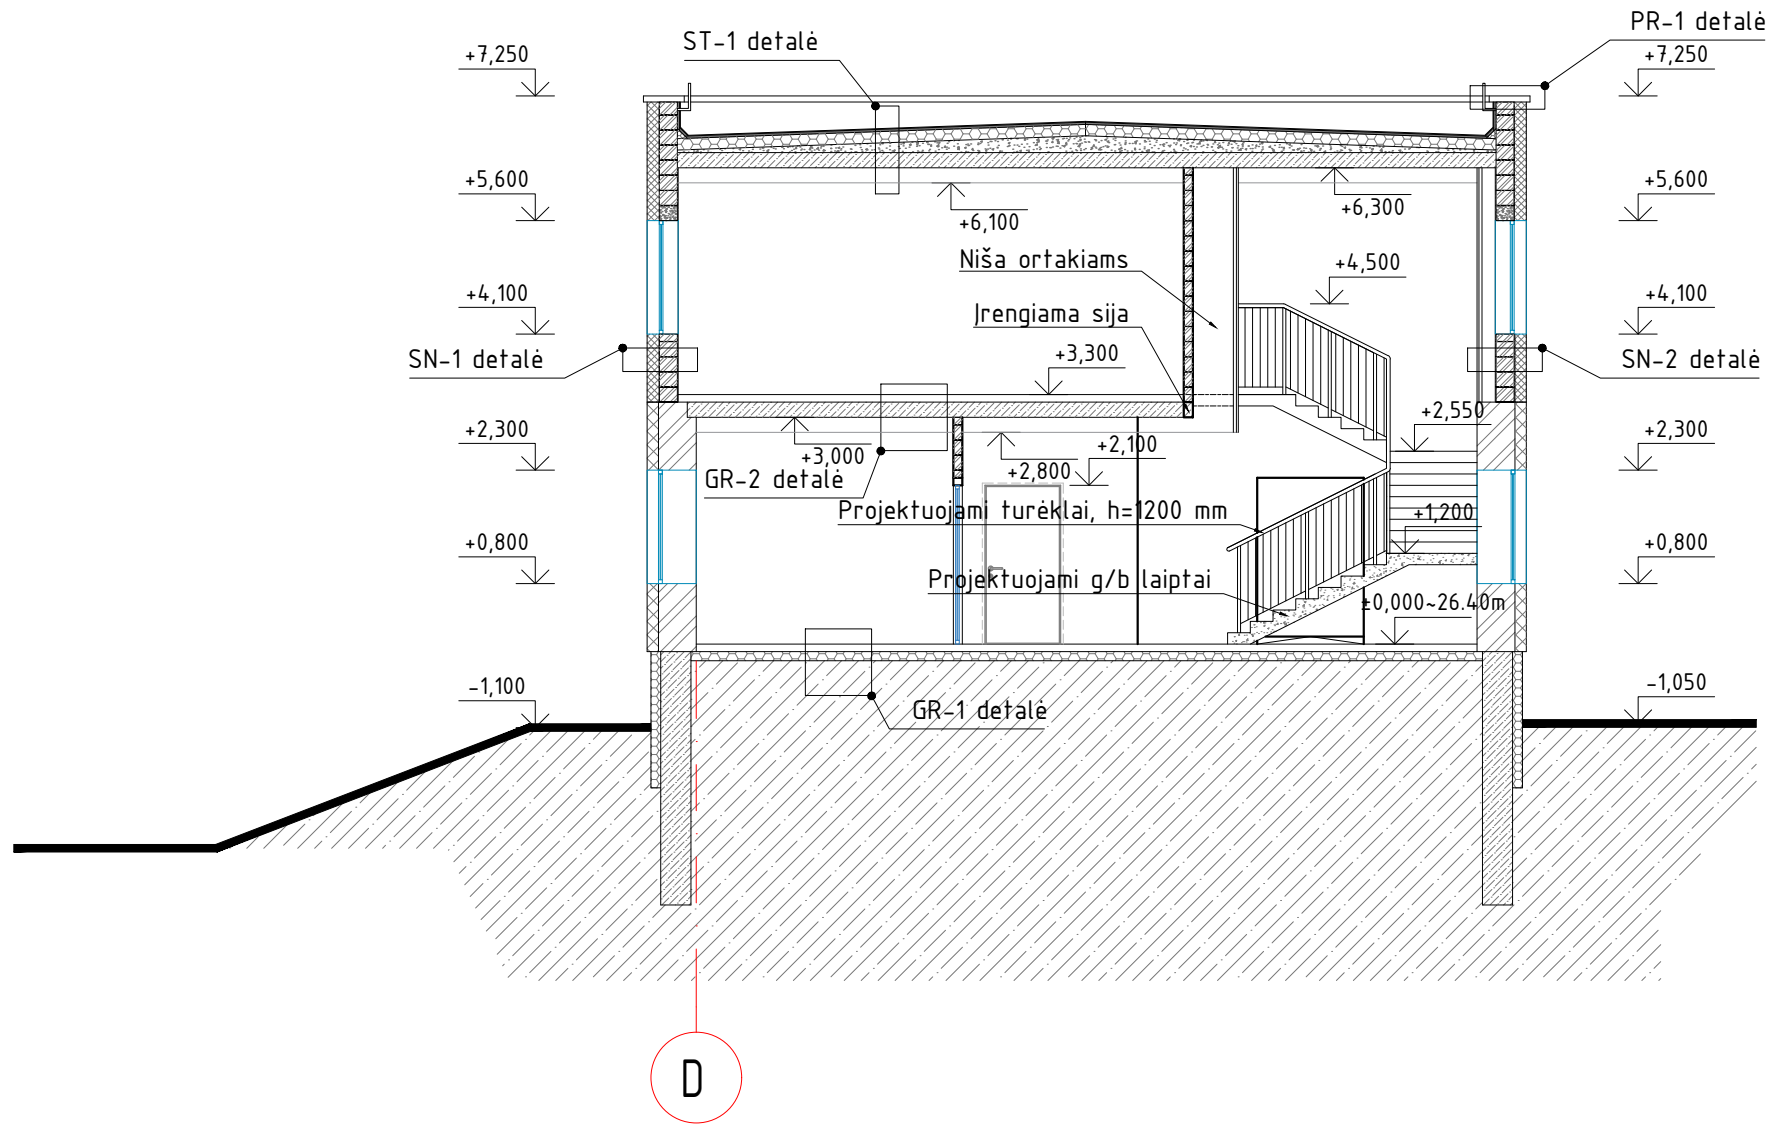 PR-1 detalė
ST-1 detalė
+7,250
+7,250
+5,600
+6,100
+6,300
+5,600
Niša ortakiams
+4,500
+4,100
Įrengiama sija
+4,100
SN-1 detalė
+3,300
SN-2 detalė
+2,550
+2,300
+3,000
+2,100
+2,300
GR-2 detalė
+2,800
Projektuojami turėklai, h=1200 mm
+1,200
+0,800
+0,800
Projektuojami g/b laiptai
±0,000~26.40m
-1,100
-1,050
GR-1 detalė
D